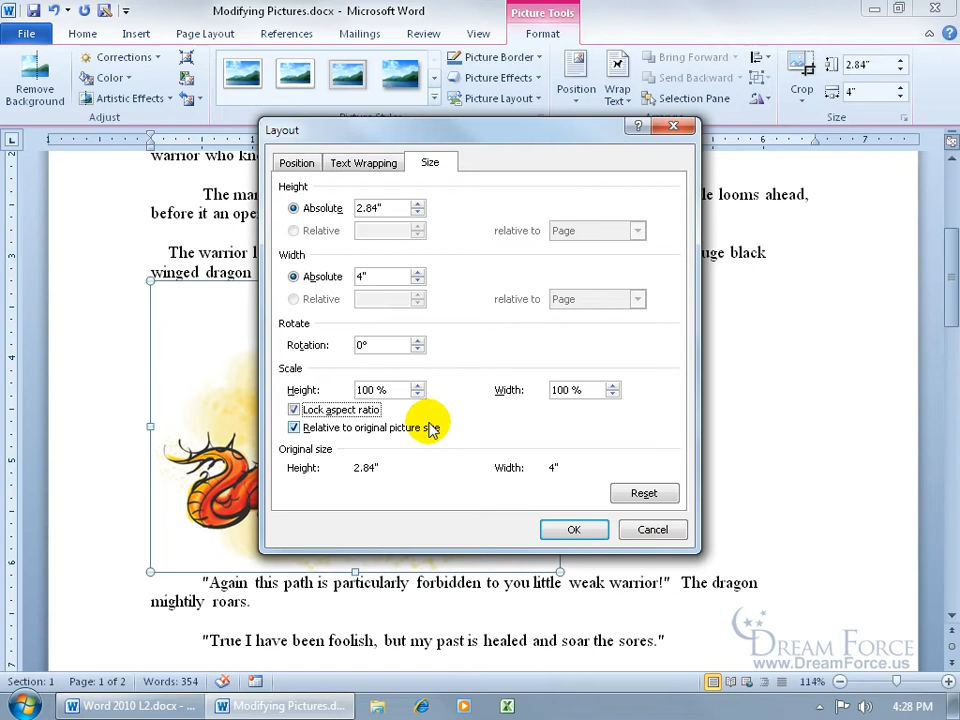 Modifying Pictures.docx - Microsoft Word
Picture Tools
File Home Insert Page Layout References Mailings Review View Format
Remove Background
Corrections
Color
Artistic Effects
Adjust
Picture Border
Picture Effects
Picture Layout
Position
Wrap Text
Bring Forward
Send Backward
Selection Pane
Crop
2.84"
4"
Size
warrior who kn
The mar
le looms ahead,
before it an ope
The warrior h
uge black
winged dragon
Layout
Position Text Wrapping Size
Height
Absolute 2.84"
Relative relative to Page
Width
Absolute 4"
Relative relative to Page
Rotate
Rotation: 0°
Scale
Height: 100 % Width: 100 %
Lock aspect ratio
Relative to original picture size
Original size
Height: 2.84" Width: 4"
Reset
OK Cancel
"Again this path is particularly forbidden to you little weak warrior!" The dragon
mightily roars.
"True I have been foolish, but my past is healed and soar the sores."
DREAM FORCE
www.DreamForce.us
Section: 1 Page: 1 of 2 Words: 354 114%
Word 2010 L2.docx - ... Modifying Pictures.d... 4:28 PM